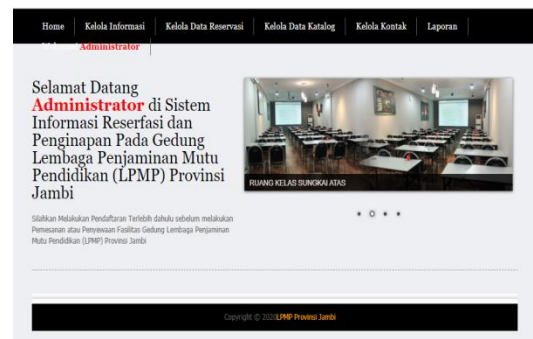 Home Kelola Informasi Kelola Data Reservasi Kelola Data Katalog Kelola Kontak Laporan
Administrator
Selamat Datang
Administrator di Sistem
Informasi Reserfasi dan
Penginapan Pada Gedung
Lembaga Penjaminan Mutu
Pendidikan (LPMP) Provinsi
Jambi
Silahkan Melakukan Pendaftaran Terlebih dahulu sebelum melakukan
Pemesanan atau Penyewaan Fasilitas Gedung Lembaga Penjaminan
Mutu Pendidikan (LPMP) Provinsi Jambi
RUANG KELAS SUNGKAI ATAS
Copyright © 2020LPMP Provinsi Jambi